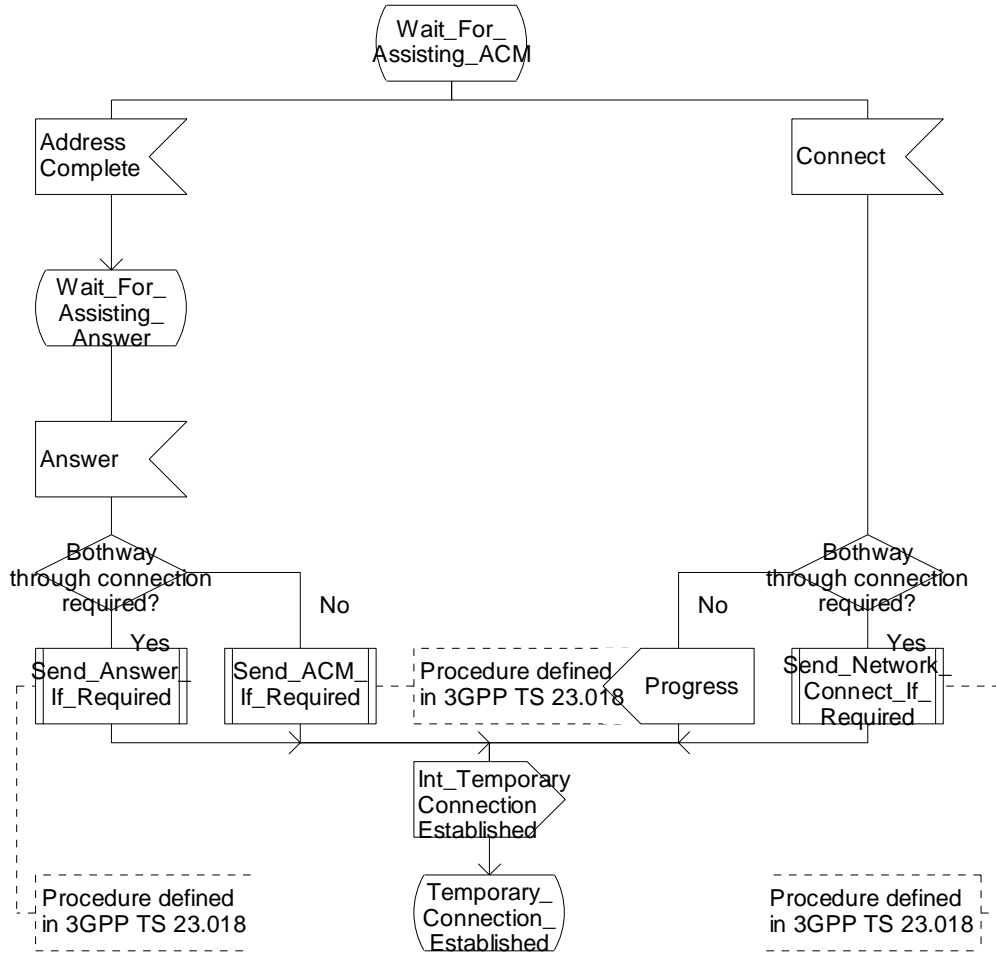 Wait_For_
Assisting_ACM
Address
Complete
Connect
Wait_For_
Assisting_
Answer
Answer
Bothway
through connection
required?
No
Yes
Bothway
through connection
required?
No
Yes
Send_Answer_
If_Required
Send_ACM_
If_Required
Procedure defined
in 3GPP TS 23.018
Progress
Send_Network_
Connect_If_
Required
Int_Temporary
Connection
Established
Procedure defined
in 3GPP TS 23.018
Temporary_
Connection_
Established
Procedure defined
in 3GPP TS 23.018